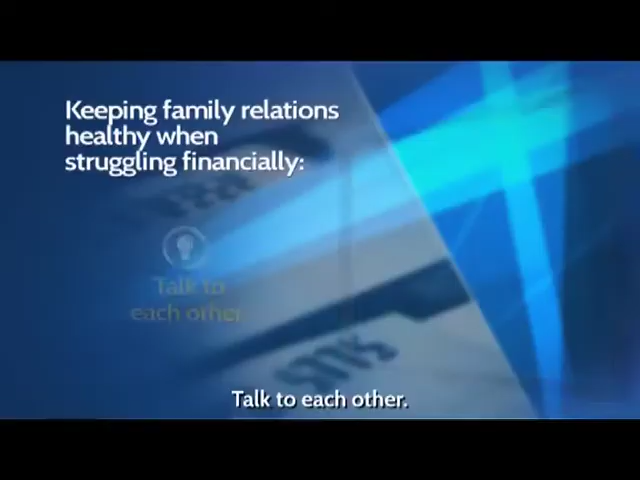 Keeping family relations
healthy when
struggling financially:
Talk to
each other.
Talk to each other.